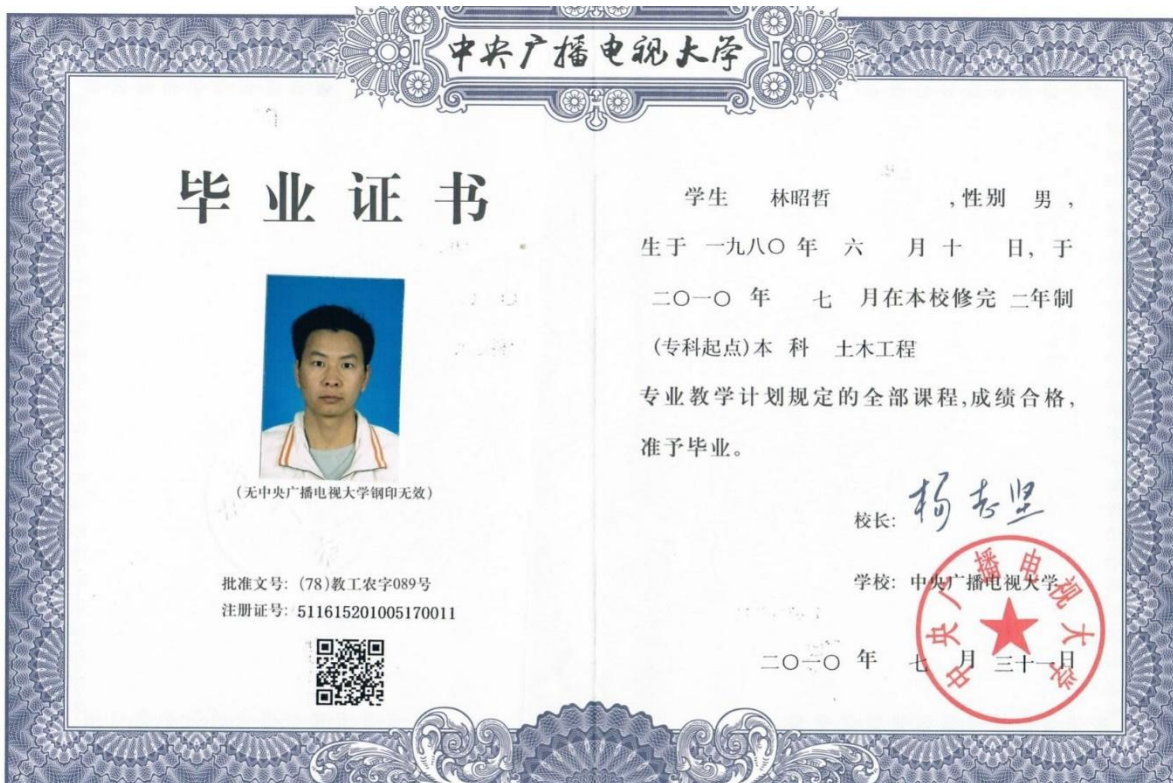 中央广播电视大学
毕业证书
(无中央广播电视大学钢印无效)
批准文号: (78)教工农字089号
注册证号: 511615201005170011
学生 林昭哲 ,性别 男 ,
生于 一九八〇 年 六 月 十 日, 于
二〇一〇 年 七 月在本校修完 二年制
(专科起点)本 科 土木工程
专业教学计划规定的全部课程,成绩合格,
准予毕业。
校长: 杨志坚
学校: 中央广播电视大学
二〇一〇 年 七 月 三十一日
中央广播电视大学